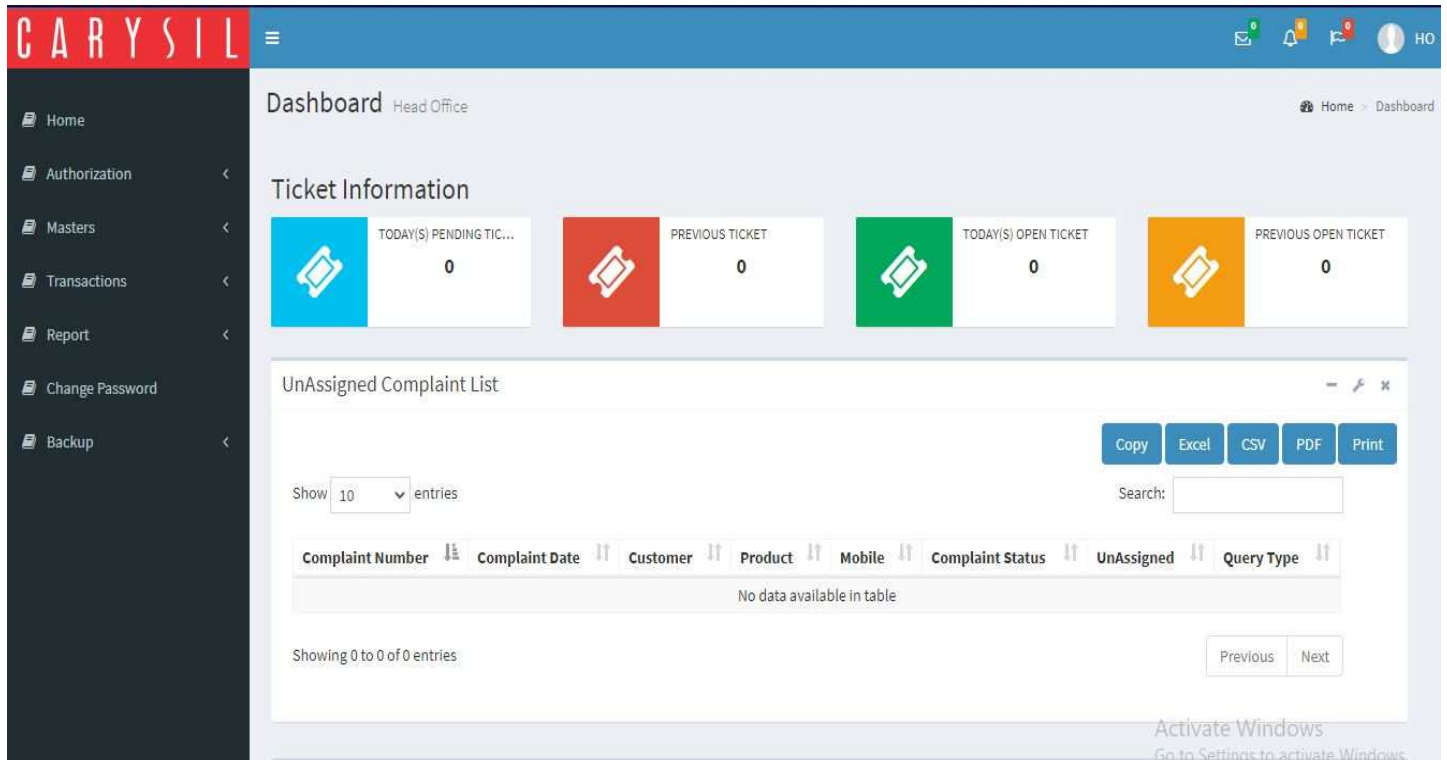 CARYSIL
0 0 0 HO
Dashboard Head Office
Home > Dashboard
Home
Authorization
Masters
Transactions
Report
Change Password
Backup
Ticket Information
TODAY(S) PENDING TIC...
0
PREVIOUS TICKET
0
TODAY(S) OPEN TICKET
0
PREVIOUS OPEN TICKET
0
UnAssigned Complaint List
Copy Excel CSV PDF Print
Show 10 entries Search:
Complaint Number Complaint Date Customer Product Mobile Complaint Status UnAssigned Query Type
No data available in table
Showing 0 to 0 of 0 entries
Previous Next
Activate Windows
Go to Settings to activate Windows.